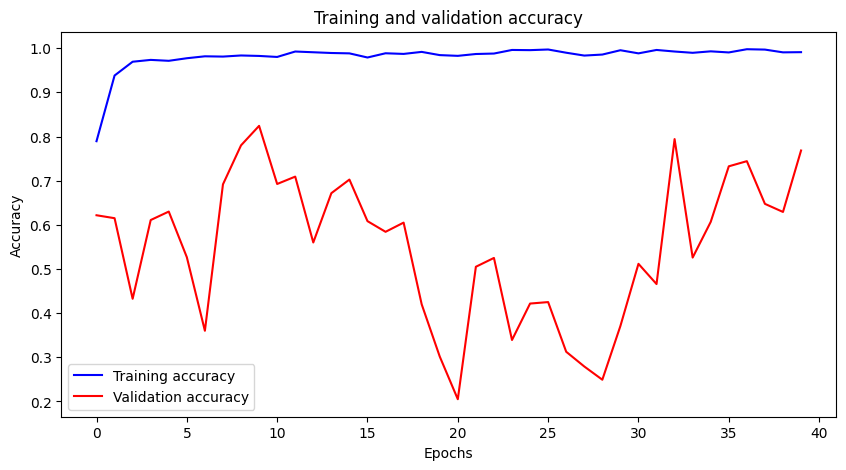 Training and validation accuracy
1.0
0.9
0.8
0.7
0.6
0.5
0.4
0.3
0.2
Accuracy
Training accuracy
Validation accuracy
0 5 10 15 20 25 30 35 40
Epochs